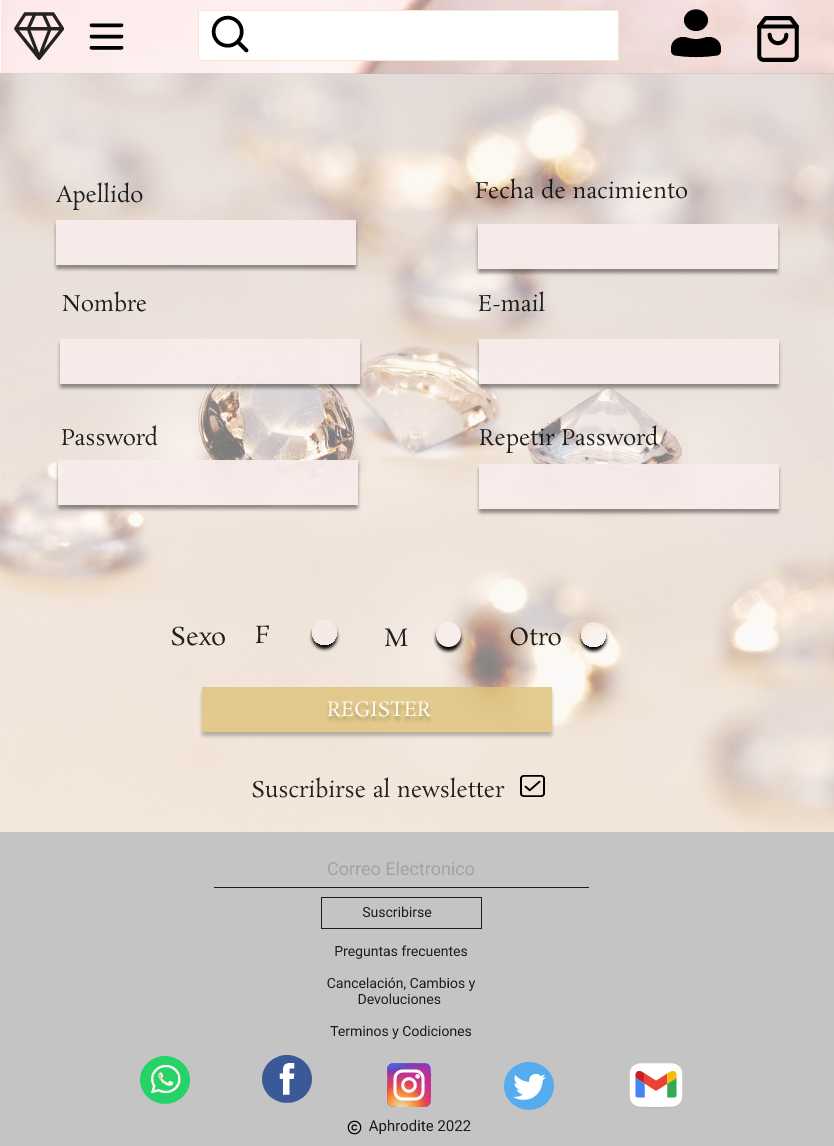 Apellido
Fecha de nacimiento
Nombre
E-mail
Password
Repetir Password
Sexo F M Otro
REGISTER
Suscribirse al newsletter
Correo Electronico
Suscribirse
Preguntas frecuentes
Cancelación, Cambios y
Devoluciones
Terminos y Codiciones
© Aphrodite 2022